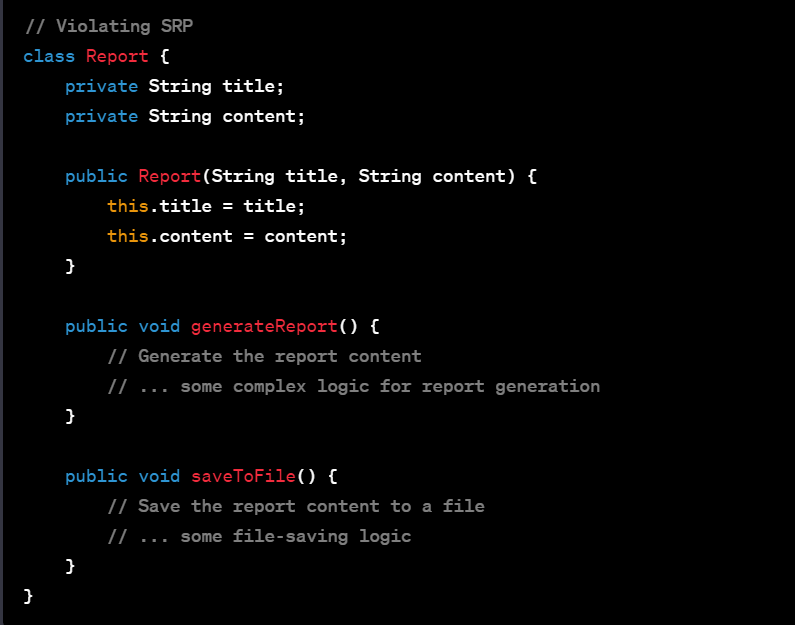 // Violating SRP
class Report {
    private String title;
    private String content;

    public Report(String title, String content) {
        this.title = title;
        this.content = content;
    }

    public void generateReport() {
        // Generate the report content
        // ... some complex logic for report generation
    }

    public void saveToFile() {
        // Save the report content to a file
        // ... some file-saving logic
    }
}